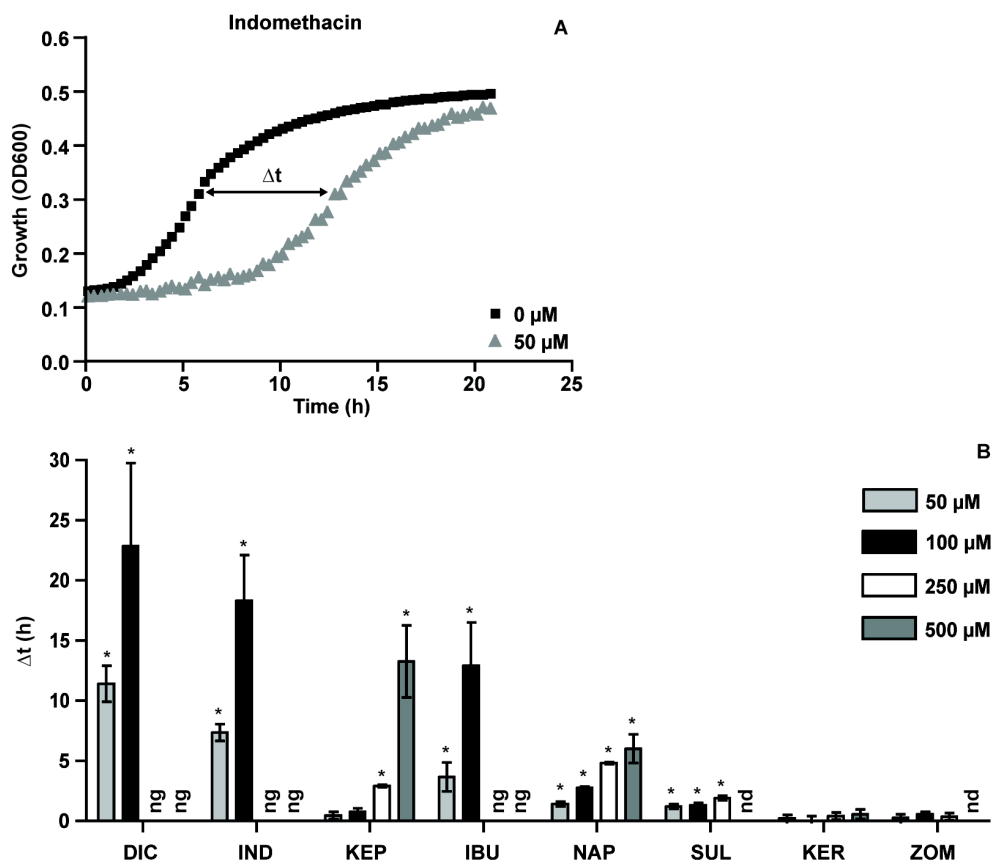 Indomethacin
A
0.6
0.5
0.4
0.3
0.2
0.1
0.0
Growth (OD600)
Δt
0 µM
50 µM
0 5 10 15 20 25
Time (h)
B
30
25
20
15
10
5
0
Δt (h)
50 µM
100 µM
250 µM
500 µM
* * * * * * * * * * * * * * *
ng ng ng ng ng ng nd nd
DIC IND KEP IBU NAP SUL KER ZOM